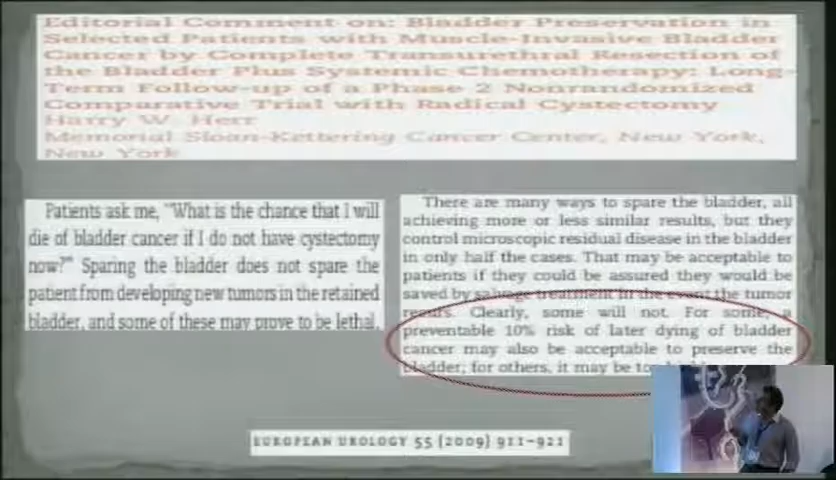 Editorial Comment on: Bladder Preservation in
Selected Patients with Muscle-Invasive Bladder
Cancer by Complete Transurethral Resection of
the Bladder Plus Systemic Chemotherapy: Long-
Term Follow-up of a Phase 2 Nonrandomized
Comparative Trial with Radical Cystectomy
Harry W. Herr
Memorial Sloan-Kettering Cancer Center, New York,
New York
Patients ask me, "What is the chance that I will
die of bladder cancer if I do not have cystectomy
now?" Sparing the bladder does not spare the
patient from developing new tumors in the retained
bladder, and some of these may prove to be lethal.
There are many ways to spare the bladder, all
achieving more or less similar results, but they
control microscopic residual disease in the bladder
in only half the cases. That may be acceptable to
patients if they could be assured they would be
saved by salvage treatment in the event the tumor
recurs. Clearly, some will not. For some, a
preventable 10% risk of later dying of bladder
cancer may also be acceptable to preserve the
bladder; for others, it may be
EUROPEAN UROLOGY 55 (2009) 911–921